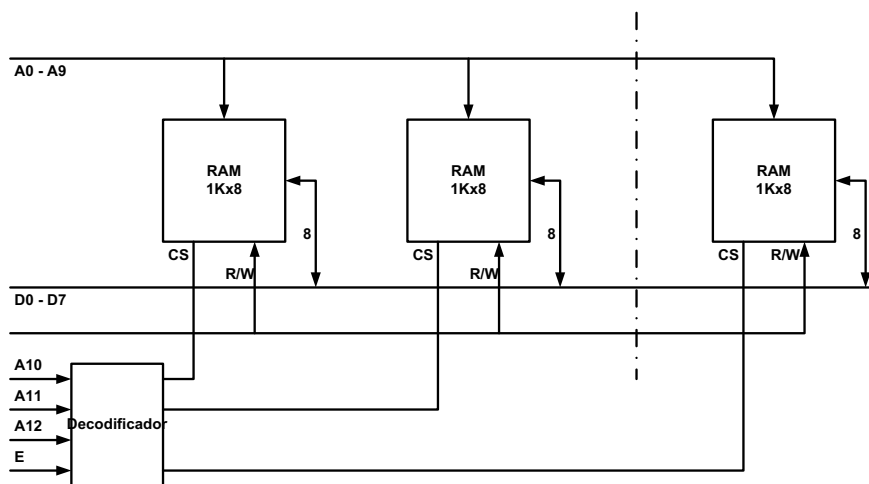 A0 - A9
RAM
1Kx8
RAM
1Kx8
RAM
1Kx8
CS
R/W
8
CS
R/W
8
CS
R/W
8
D0 - D7
A10
A11
A12
E
Decodificador